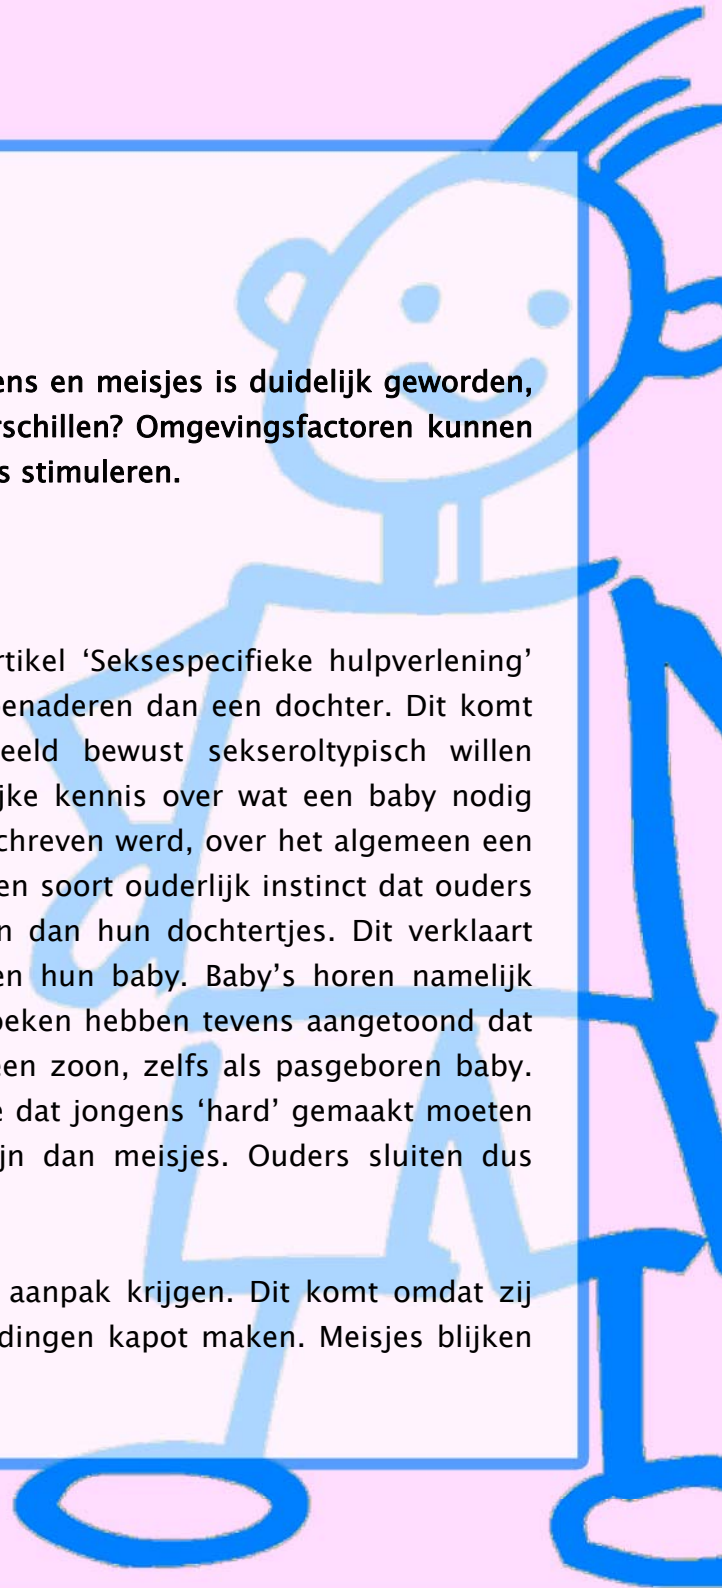 ens en meisjes is duidelijk geworden,
rschillen? Omgevingsfactoren kunnen
s stimuleren.
rtikel ‘Seksespecifieke hulpverlening’
enaderen dan een dochter. Dit komt
eeld bewust sekseroltypisch willen
ijke kennis over wat een baby nodig
chreven werd, over het algemeen een
en soort ouderlijk instinct dat ouders
n dan hun dochtertjes. Dit verklaart
en hun baby. Baby’s horen namelijk
oeken hebben tevens aangetoond dat
een zoon, zelfs als pasgeboren baby.
e dat jongens ‘hard’ gemaakt moeten
ijn dan meisjes. Ouders sluiten dus
aanpak krijgen. Dit komt omdat zij
dingen kapot maken. Meisjes blijken